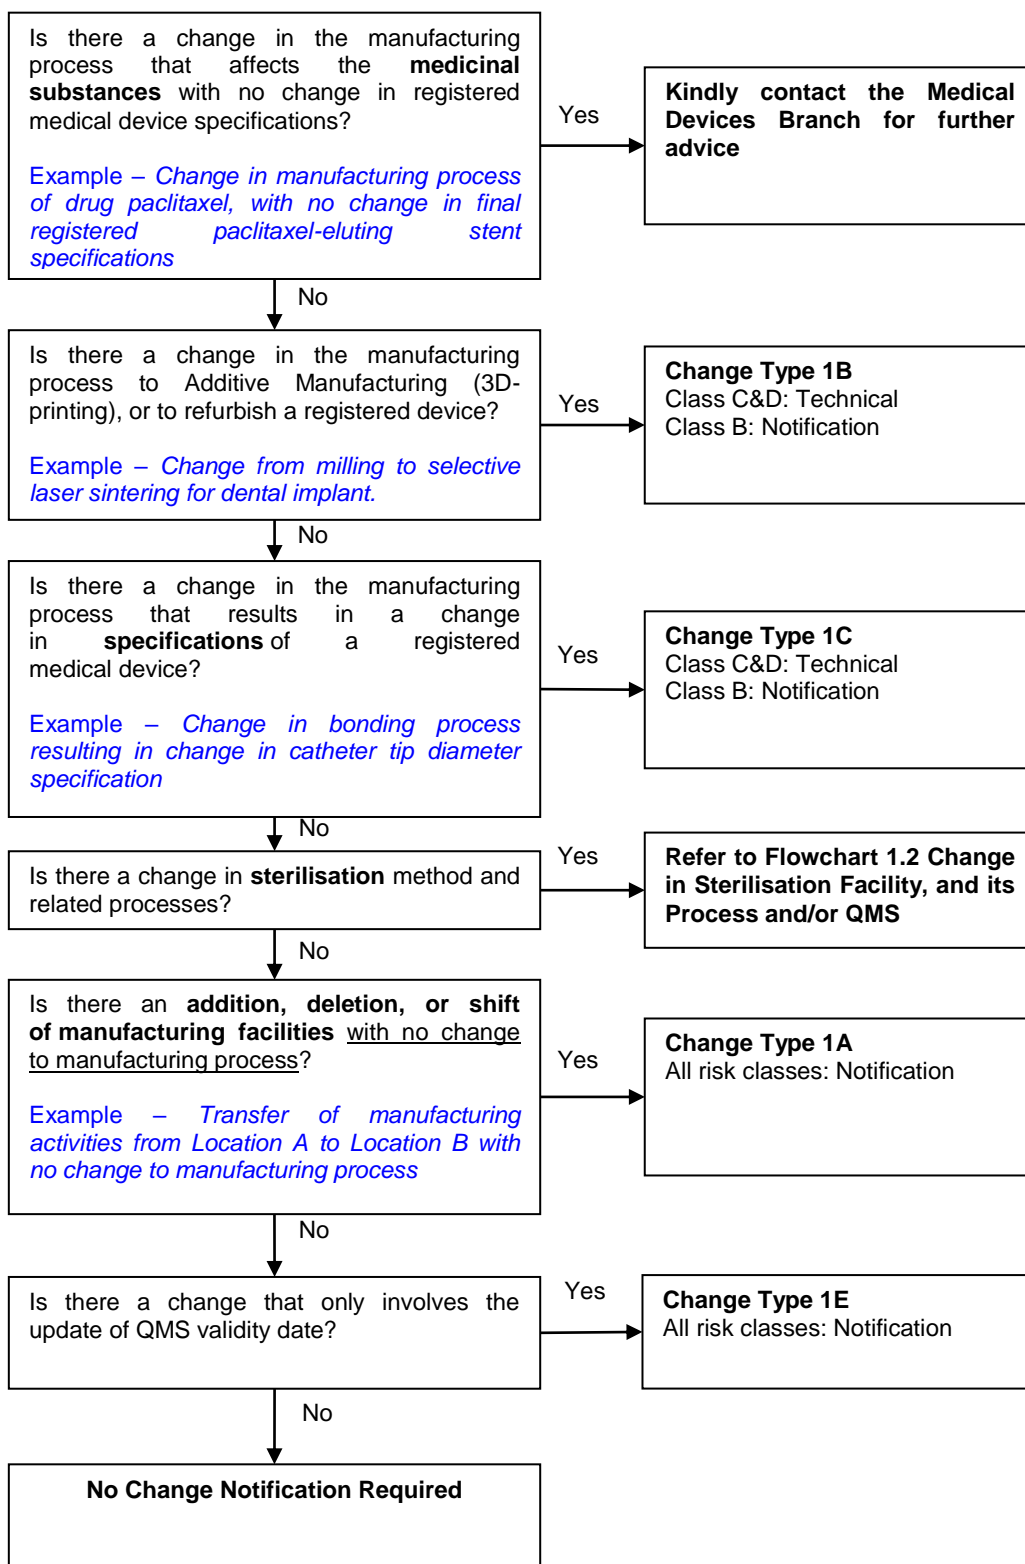 Is there a change in the manufacturing
process that affects the medicinal
substances with no change in registered
medical device specifications?
Example – Change in manufacturing process
of drug paclitaxel, with no change in final
registered paclitaxel-eluting stent
specifications
Yes
Kindly contact the Medical
Devices Branch for further
advice
No
Is there a change in the manufacturing
process to Additive Manufacturing (3D-
printing), or to refurbish a registered device?
Example – Change from milling to selective
laser sintering for dental implant.
Yes
Change Type 1B
Class C&D: Technical
Class B: Notification
No
Is there a change in the manufacturing
process that results in a change
in specifications of a registered
medical device?
Example – Change in bonding process
resulting in change in catheter tip diameter
specification
Yes
Change Type 1C
Class C&D: Technical
Class B: Notification
No
Is there a change in sterilisation method and
related processes?
Yes
Refer to Flowchart 1.2 Change
in Sterilisation Facility, and its
Process and/or QMS
No
Is there an addition, deletion, or shift
of manufacturing facilities with no change
to manufacturing process?
Example – Transfer of manufacturing
activities from Location A to Location B with
no change to manufacturing process
Yes
Change Type 1A
All risk classes: Notification
No
Is there a change that only involves the
update of QMS validity date?
Yes
Change Type 1E
All risk classes: Notification
No
No Change Notification Required